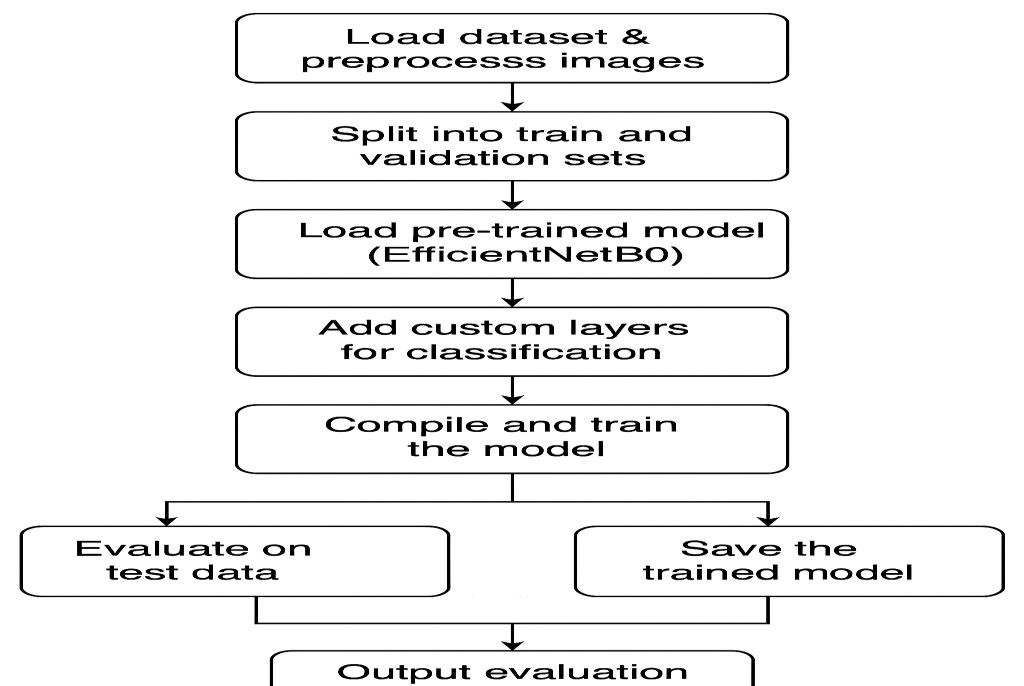 Load dataset &
preprocesss images
Split into train and
validation sets
Load pre-trained model
(EfficientNetB0)
Add custom layers
for classification
Compile and train
the model
Evaluate on
test data
Save the
trained model
Output evaluation